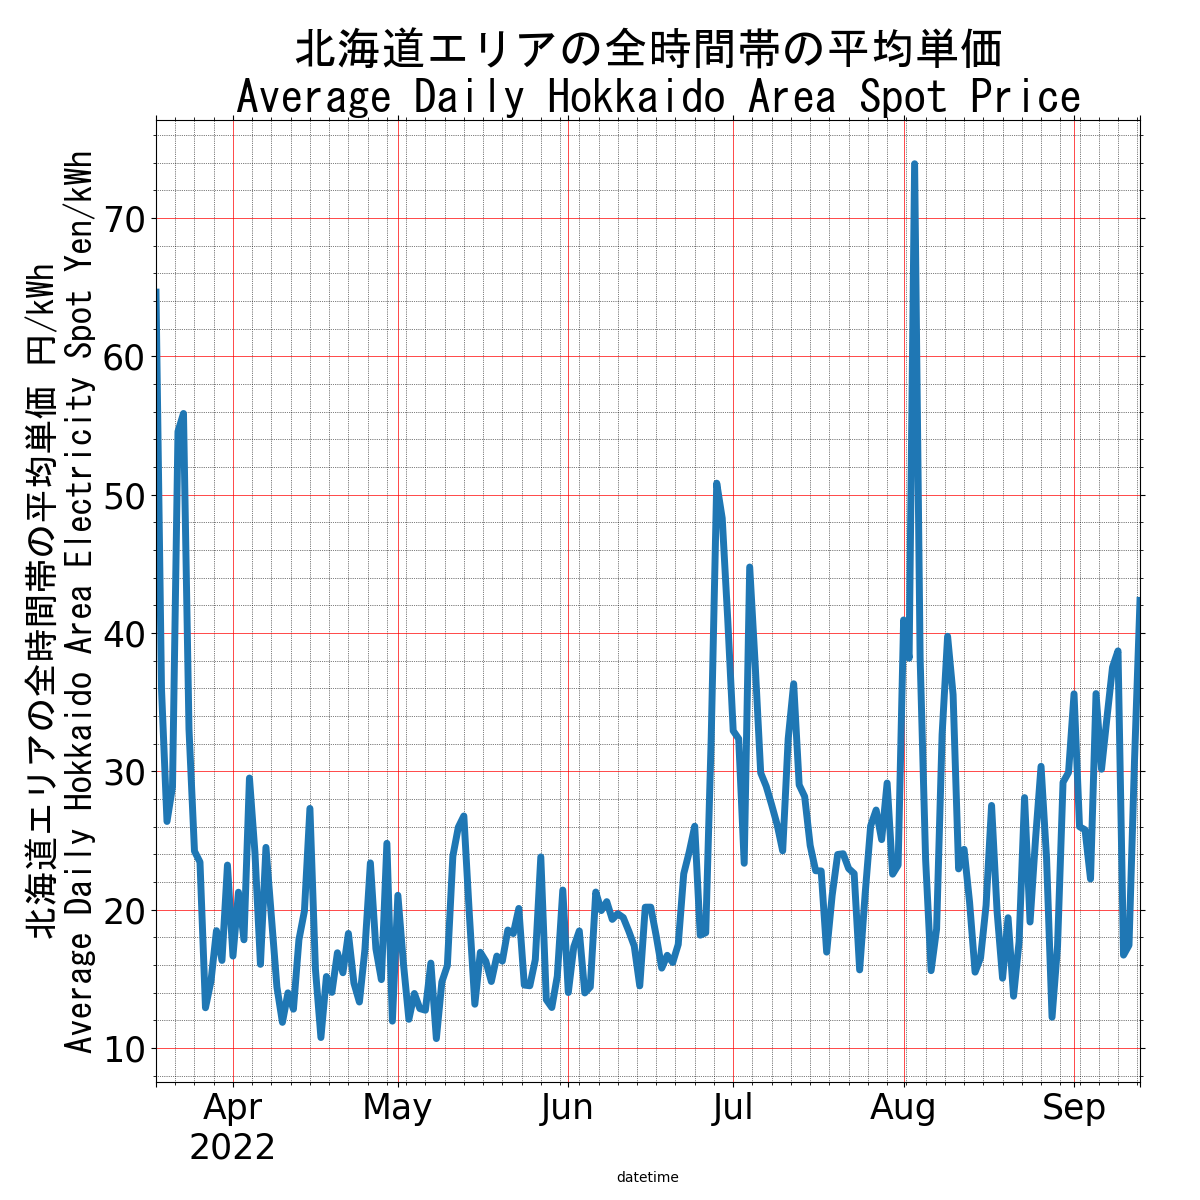 北海道エリアの全時間帯の平均単価
Average Daily Hokkaido Area Spot Price
北海道エリアの全時間帯の平均単価 円/kWh
Average Daily Hokkaido Area Electricity Spot Yen/kWh
70
60
50
40
30
20
10
Apr
2022
May
Jun
Jul
Aug
Sep
datetime